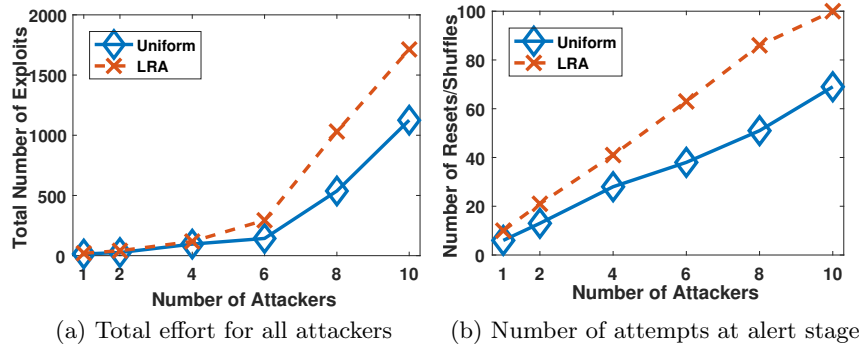 2000
1500
1000
500
0
Total Number of Exploits
Uniform
LRA
1 2 4 6 8 10
Number of Attackers
(a) Total effort for all attackers
100
80
60
40
20
0
Number of Resets/Shuffles
Uniform
LRA
1 2 4 6 8 10
Number of Attackers
(b) Number of attempts at alert stage